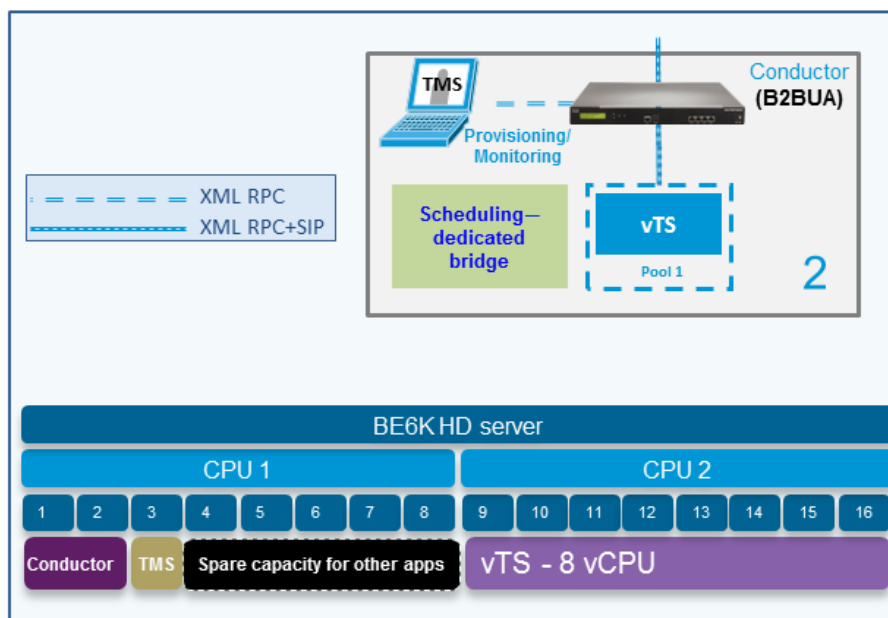 TMS
Conductor
(B2BUA)
Provisioning/
Monitoring
XML RPC
XML RPC+SIP
Scheduling—
dedicated
bridge
vTS
Pool 1
2
BE6K HD server
CPU 1
CPU 2
1 2 3 4 5 6 7 8 9 10 11 12 13 14 15 16
Conductor TMS Spare capacity for other apps vTS - 8 vCPU